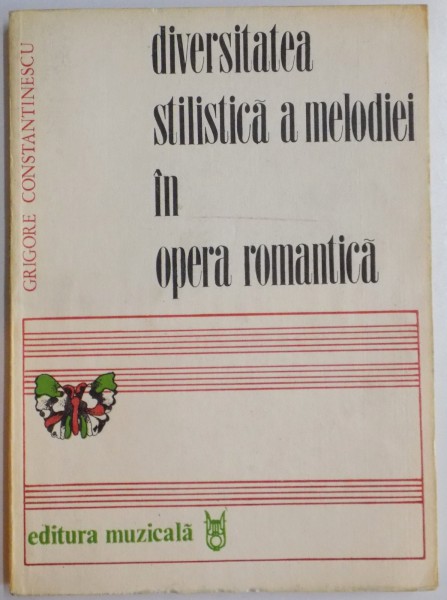 GRIGORE CONSTANTINESCU
diversitatea
stilistică a melodiei
în
opera romantică
editura muzicală